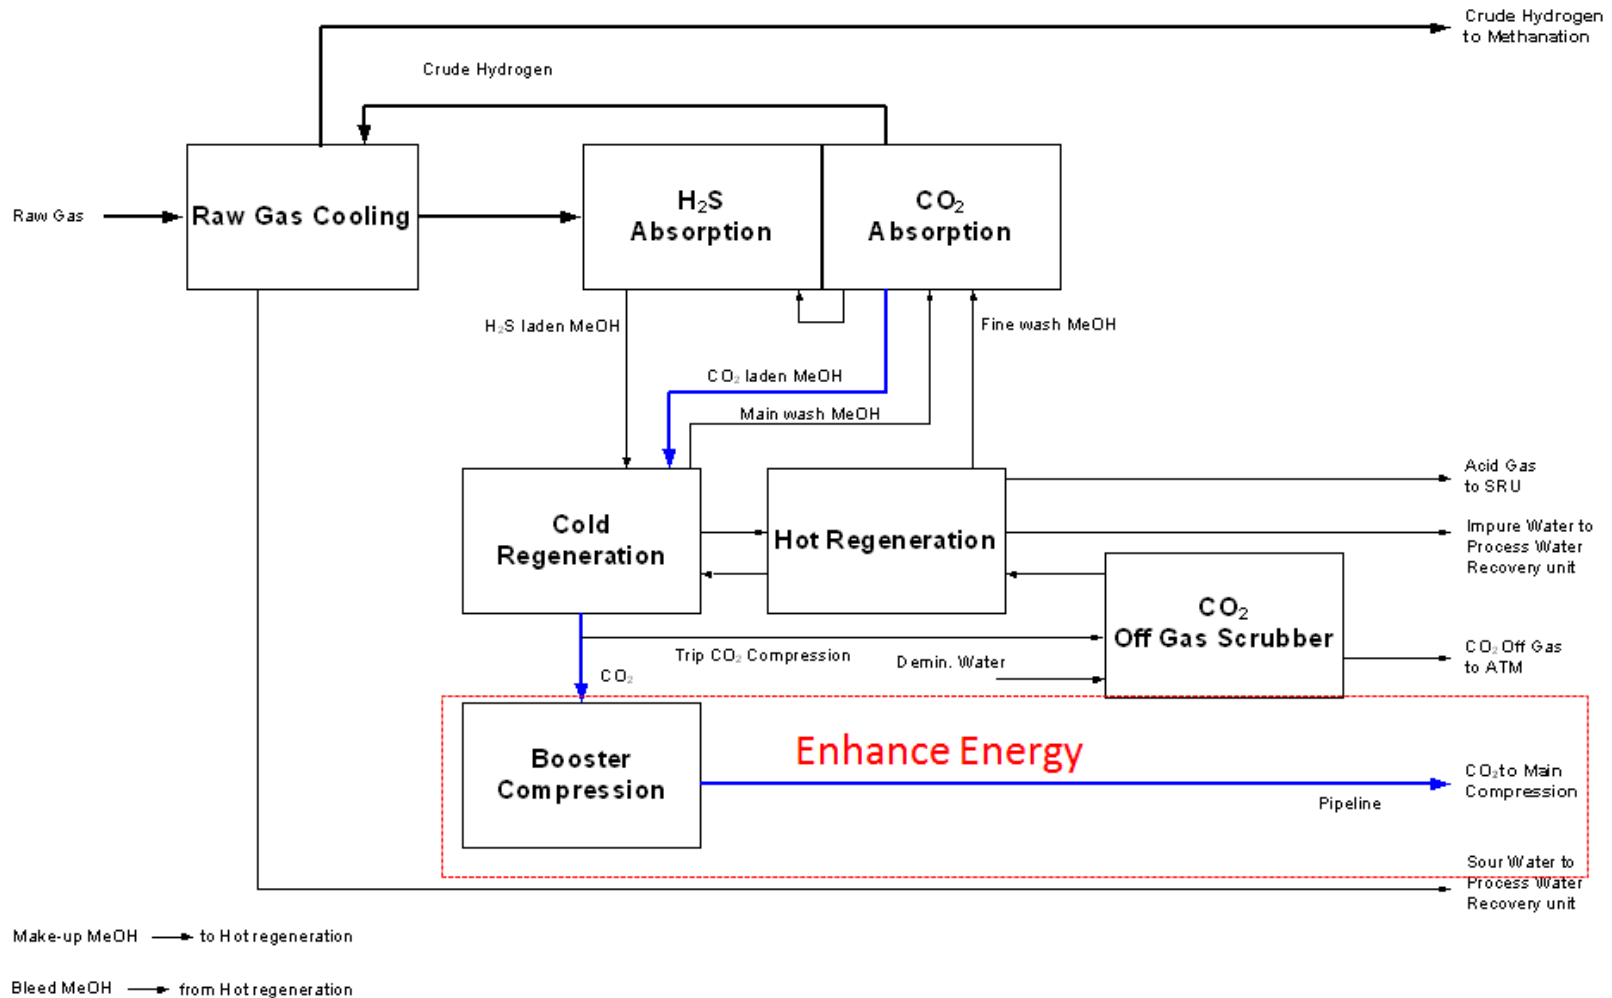 Crude Hydrogen
to Methanation
Crude Hydrogen
Raw Gas
Raw Gas Cooling
H₂S
Absorption
CO₂
Absorption
H₂S laden MeOH
Fine wash MeOH
CO₂ laden MeOH
Main wash MeOH
Cold
Regeneration
Hot Regeneration
Acid Gas
to SRU
Impure Water to
Process Water
Recovery unit
CO₂
Off Gas Scrubber
Trip CO₂ Compression
Demin. Water
CO₂ Off Gas
to ATM
CO₂
Booster
Compression
Enhance Energy
Pipeline
CO₂to Main
Compression
Sour Water to
Process Water
Recovery unit
Make-up MeOH to Hot regeneration
Bleed MeOH from Hot regeneration